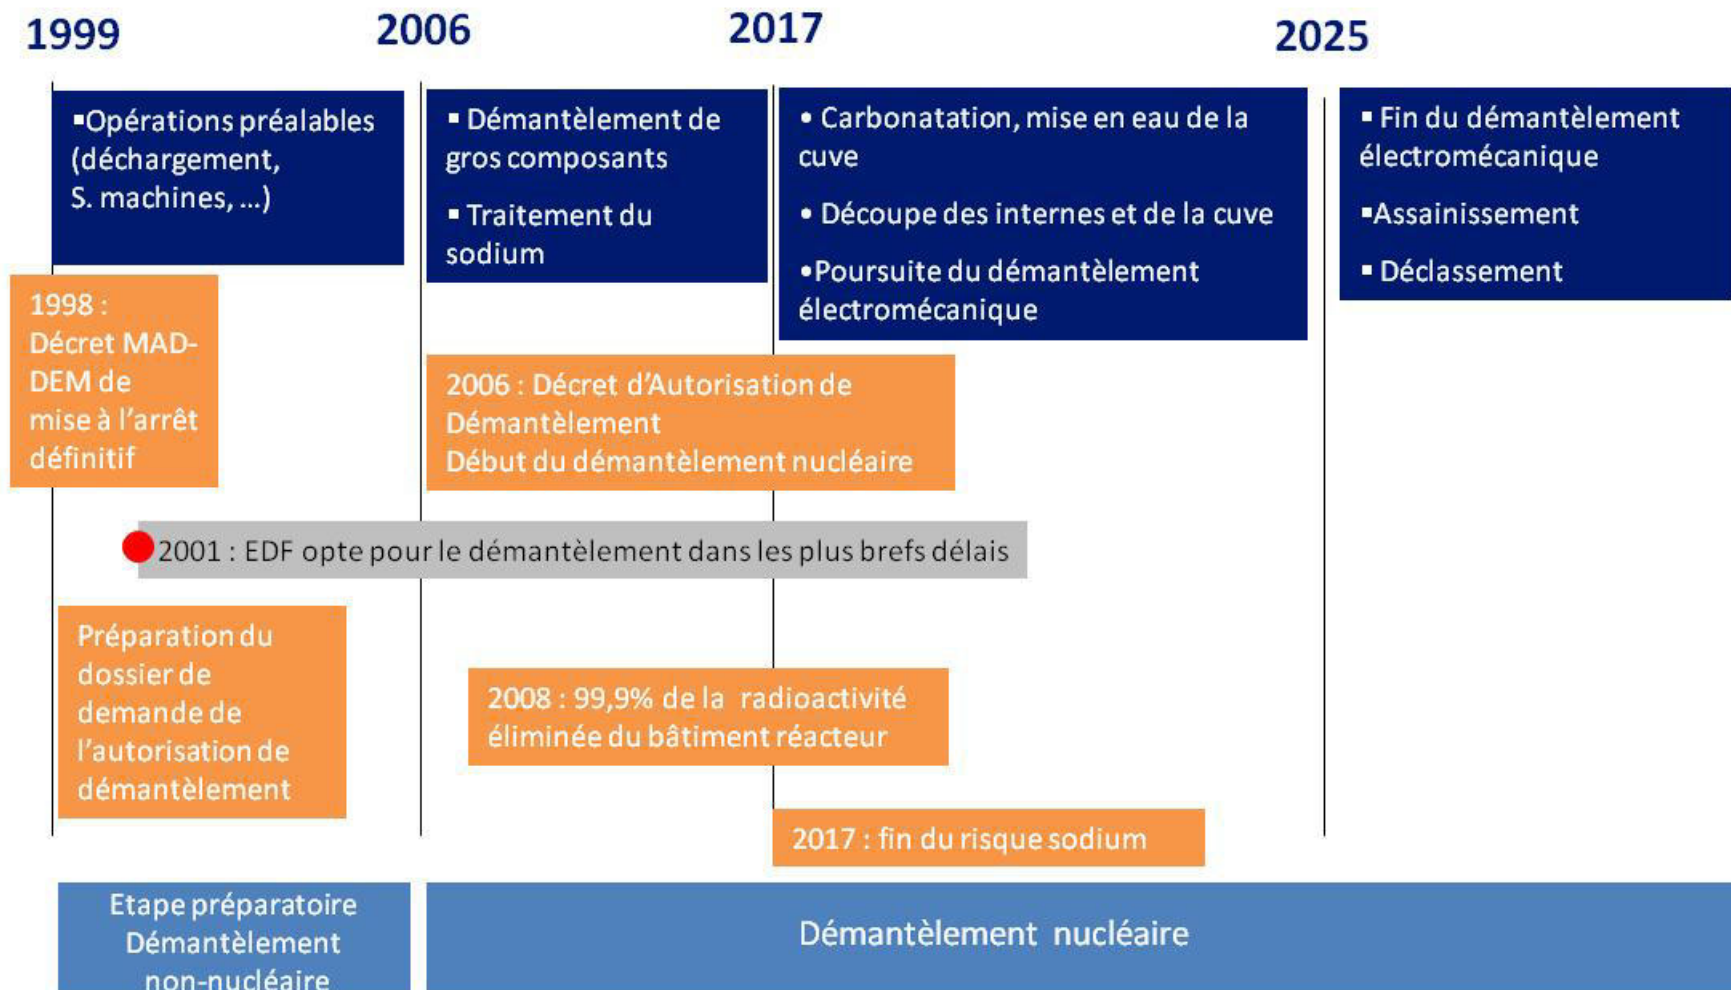 1999
2006
2017
2025
▪Opérations préalables
(déchargement,
S. machines, ...)
▪ Démantèlement de
gros composants
▪ Traitement du
sodium
• Carbonatation, mise en eau de la
cuve
• Découpe des internes et de la cuve
•Poursuite du démantèlement
électromécanique
▪ Fin du démantèlement
électromécanique
▪Assainissement
▪ Déclassement
1998 :
Décret MAD-
DEM de
mise à l’arrêt
définitif
2006 : Décret d’Autorisation de
Démantèlement
Début du démantèlement nucléaire
2001 : EDF opte pour le démantèlement dans les plus brefs délais
Préparation du
dossier de
demande de
l’autorisation de
démantèlement
2008 : 99,9% de la radioactivité
éliminée du bâtiment réacteur
2017 : fin du risque sodium
Etape préparatoire
Démantèlement
non-nucléaire
Démantèlement nucléaire